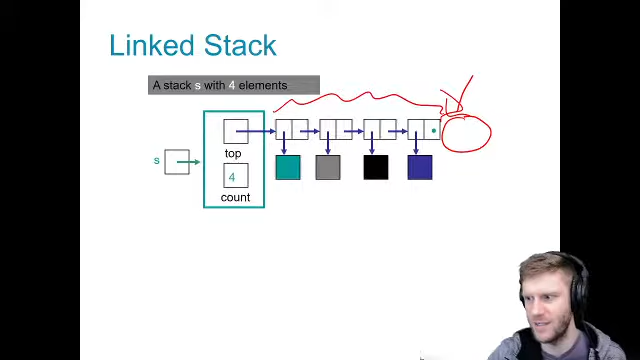 Linked Stack
A stack s with 4 elements
s
top
4
count